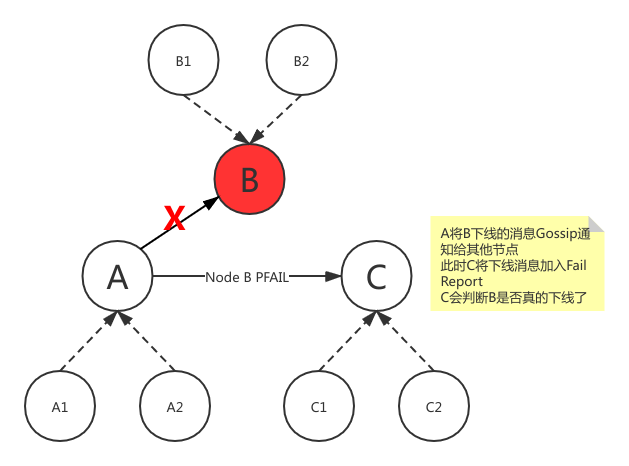 B1
B2
B
X
A将B下线的消息Gossip通
知给其他节点
此时C将下线消息加入Fail
Report
C会判断B是否真的下线了
A
Node B PFAIL
C
A1
A2
C1
C2